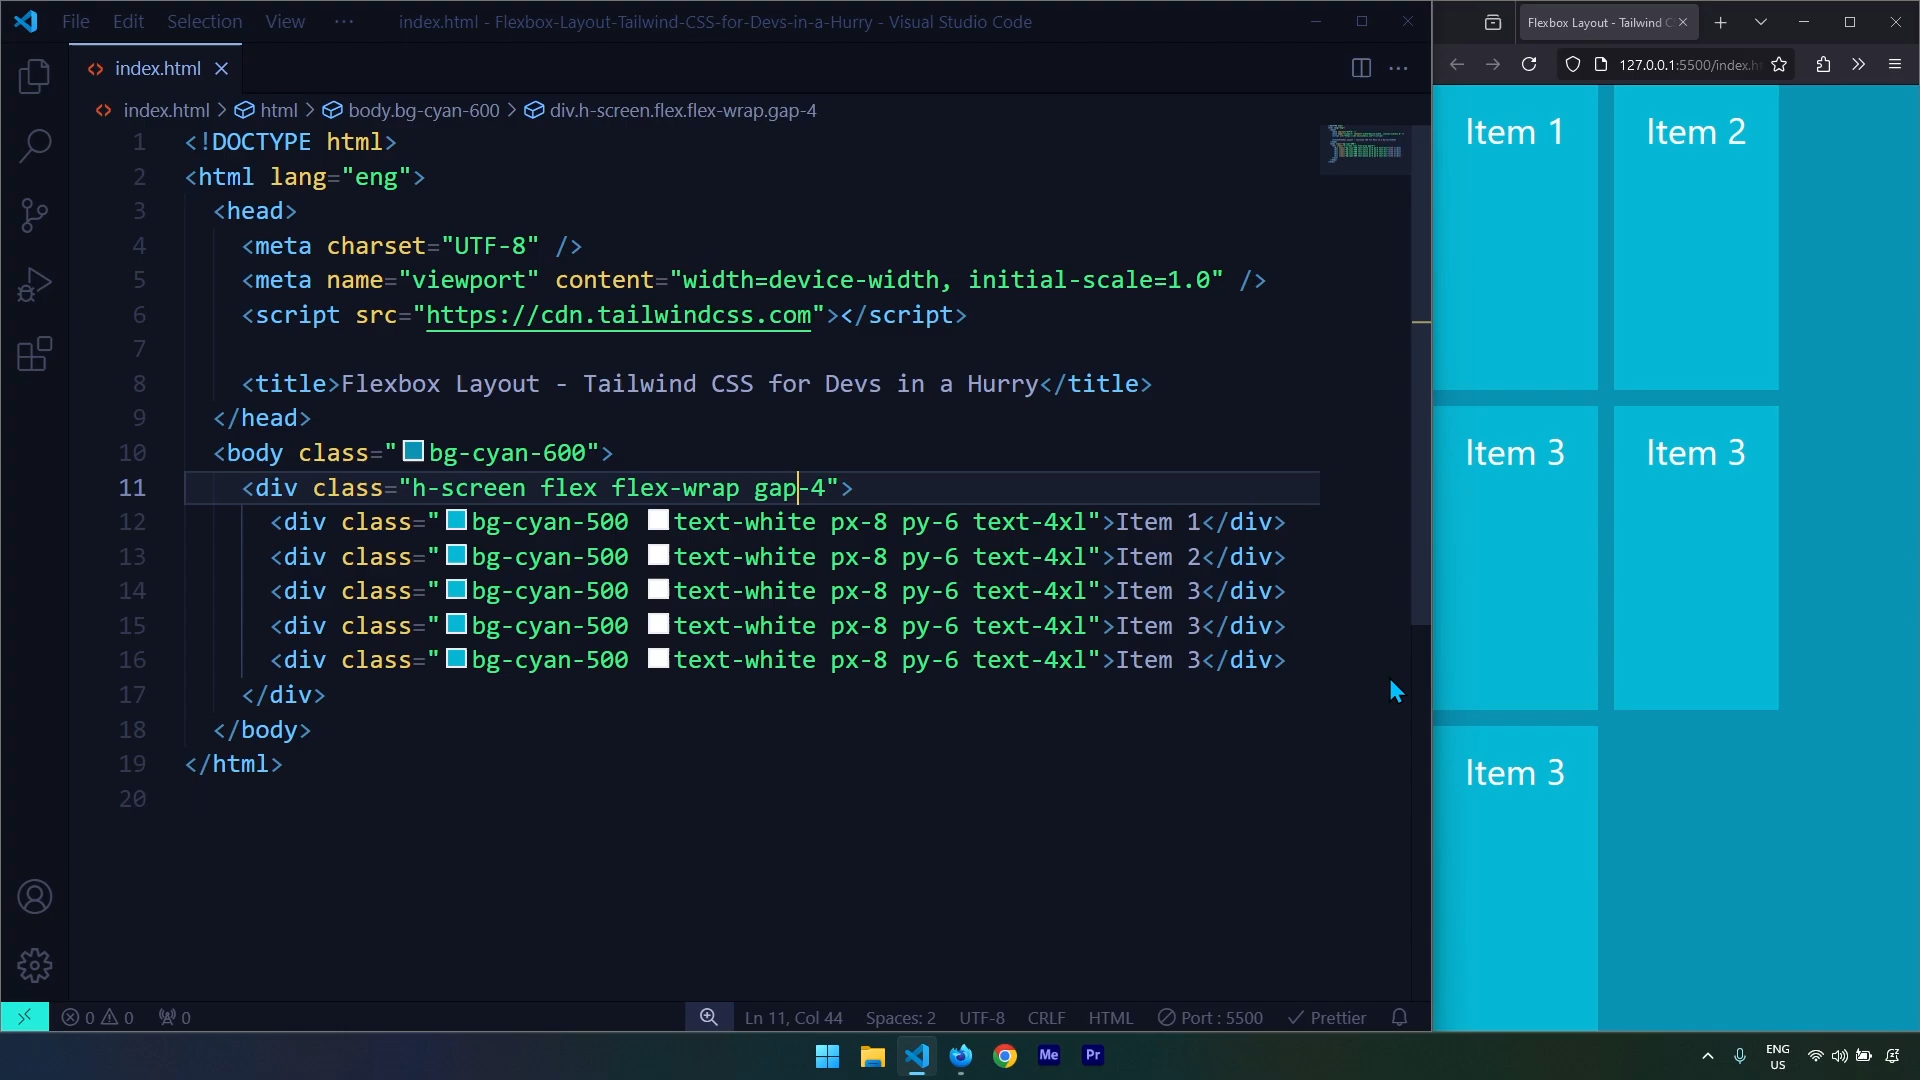 File Edit Selection View ··· index.html - Flexbox-Layout-Tailwind-CSS-for-Devs-in-a-Hurry - Visual Studio Code
index.html
index.html > html > body.bg-cyan-600 > div.h-screen.flex.flex-wrap.gap-4
1 <!DOCTYPE html>
2 <html lang="eng">
3 <head>
4 <meta charset="UTF-8" />
5 <meta name="viewport" content="width=device-width, initial-scale=1.0" />
6 <script src="https://cdn.tailwindcss.com"></script>
7
8 <title>Flexbox Layout - Tailwind CSS for Devs in a Hurry</title>
9 </head>
10 <body class="bg-cyan-600">
11 <div class="h-screen flex flex-wrap gap-4">
12 <div class="bg-cyan-500 text-white px-8 py-6 text-4xl">Item 1</div>
13 <div class="bg-cyan-500 text-white px-8 py-6 text-4xl">Item 2</div>
14 <div class="bg-cyan-500 text-white px-8 py-6 text-4xl">Item 3</div>
15 <div class="bg-cyan-500 text-white px-8 py-6 text-4xl">Item 3</div>
16 <div class="bg-cyan-500 text-white px-8 py-6 text-4xl">Item 3</div>
17 </div>
18 </body>
19 </html>
20
0 0 0 Ln 11, Col 44 Spaces: 2 UTF-8 CRLF HTML Port : 5500 Prettier
Flexbox Layout - Tailwind C
127.0.0.1:5500/index.h
Item 1 Item 2
Item 3 Item 3
Item 3
Me Pr
ENG
US